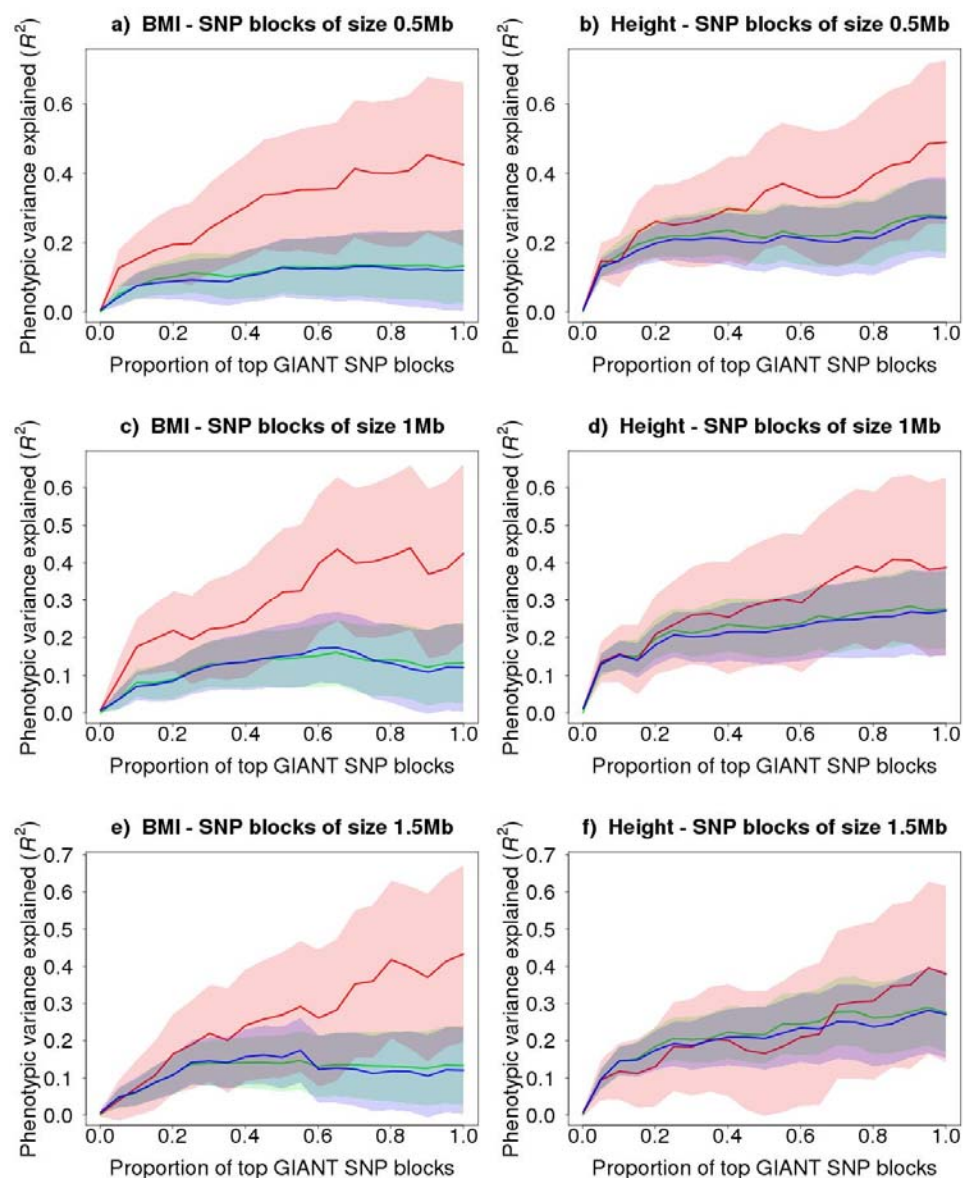 a) BMI - SNP blocks of size 0.5Mb
Phenotypic variance explained (R²)
0.6
0.4
0.2
0.0
0.0 0.2 0.4 0.6 0.8 1.0
Proportion of top GIANT SNP blocks
b) Height - SNP blocks of size 0.5Mb
Phenotypic variance explained (R²)
0.6
0.4
0.2
0.0
0.0 0.2 0.4 0.6 0.8 1.0
Proportion of top GIANT SNP blocks
c) BMI - SNP blocks of size 1Mb
Phenotypic variance explained (R²)
0.6
0.5
0.4
0.3
0.2
0.1
0.0
0.0 0.2 0.4 0.6 0.8 1.0
Proportion of top GIANT SNP blocks
d) Height - SNP blocks of size 1Mb
Phenotypic variance explained (R²)
0.6
0.5
0.4
0.3
0.2
0.1
0.0
0.0 0.2 0.4 0.6 0.8 1.0
Proportion of top GIANT SNP blocks
e) BMI - SNP blocks of size 1.5Mb
Phenotypic variance explained (R²)
0.7
0.6
0.5
0.4
0.3
0.2
0.1
0.0
0.0 0.2 0.4 0.6 0.8 1.0
Proportion of top GIANT SNP blocks
f) Height - SNP blocks of size 1.5Mb
Phenotypic variance explained (R²)
0.7
0.6
0.5
0.4
0.3
0.2
0.1
0.0
0.0 0.2 0.4 0.6 0.8 1.0
Proportion of top GIANT SNP blocks